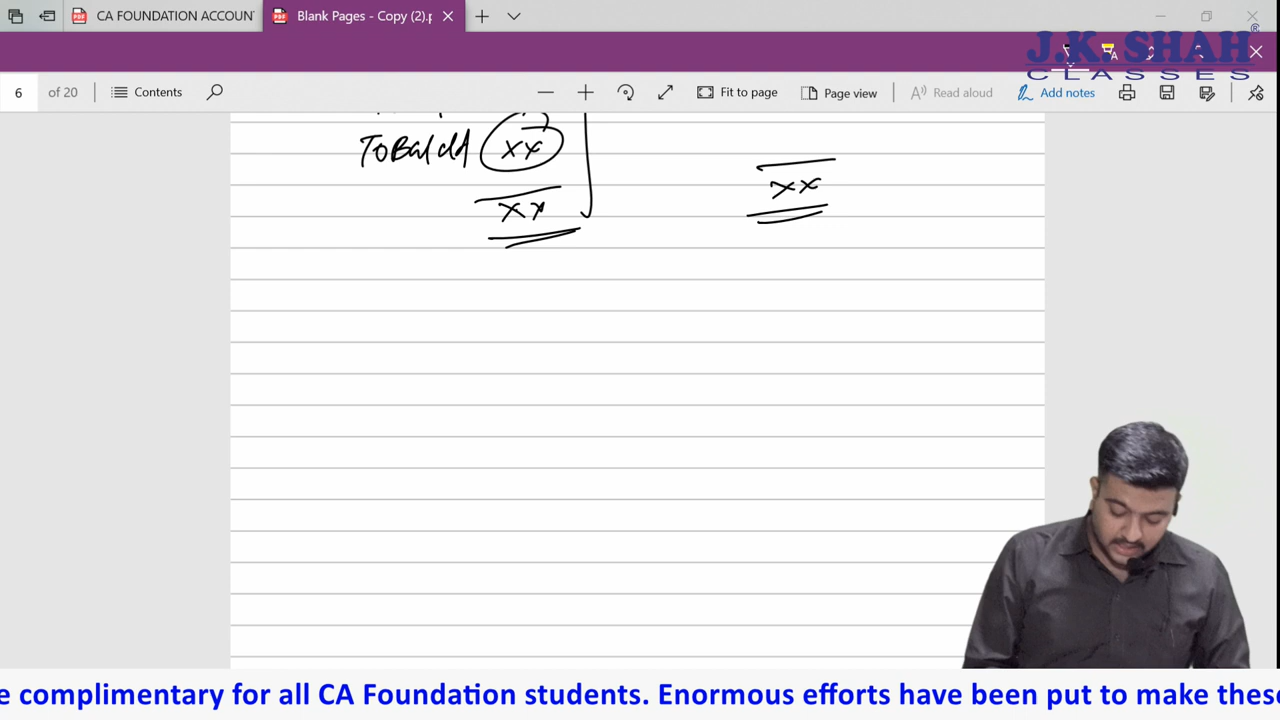 CA FOUNDATION ACCOUNT
Blank Pages - Copy (2).p
J.K. SHAH®
CLASSES
6 of 20 Contents Fit to page Page view Read aloud Add notes
To Bal c/d xx
xx
xx
e complimentary for all CA Foundation students. Enormous efforts have been put to make these